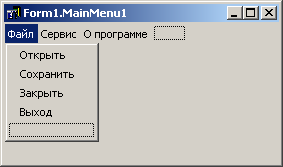 Form1.MainMenu1
Файл Сервис О программе
Открыть
Сохранить
Закрыть
Выход